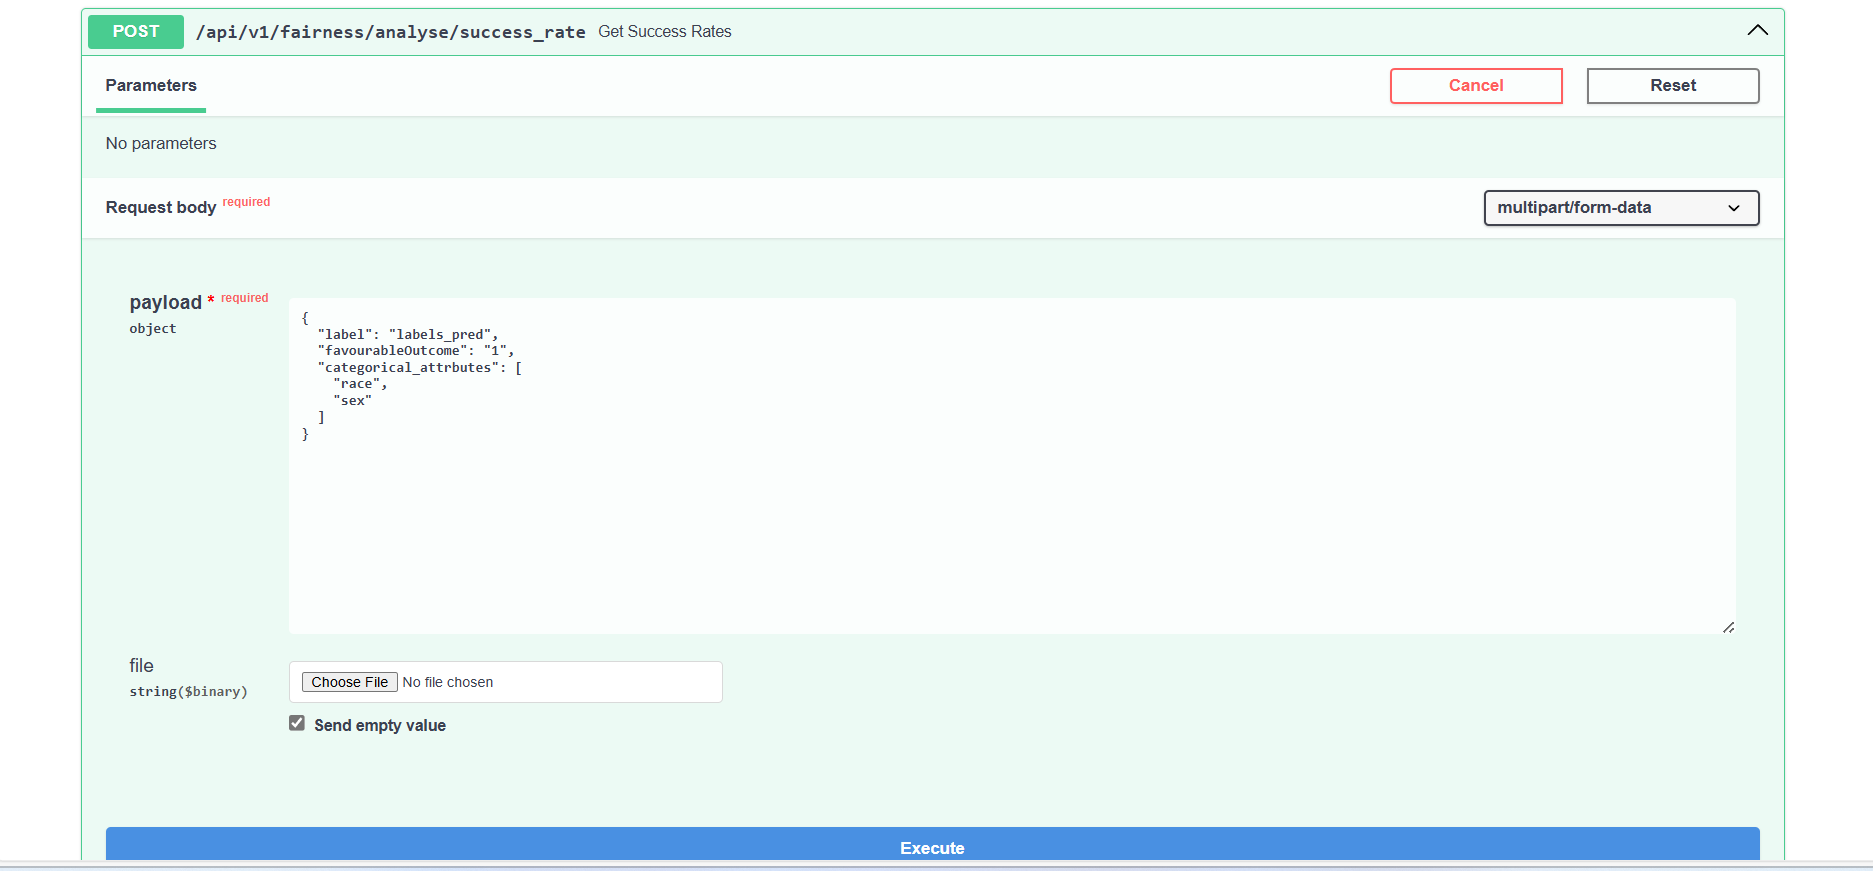 POST /api/v1/fairness/analyse/success_rate Get Success Rates
Parameters
Cancel
Reset
No parameters
Request body required
multipart/form-data
payload * required
object
{
  "label": "labels_pred",
  "favourableOutcome": "1",
  "categorical_attrbutes": [
    "race",
    "sex"
  ]
}
file
string($binary)
Choose File No file chosen
Send empty value
Execute